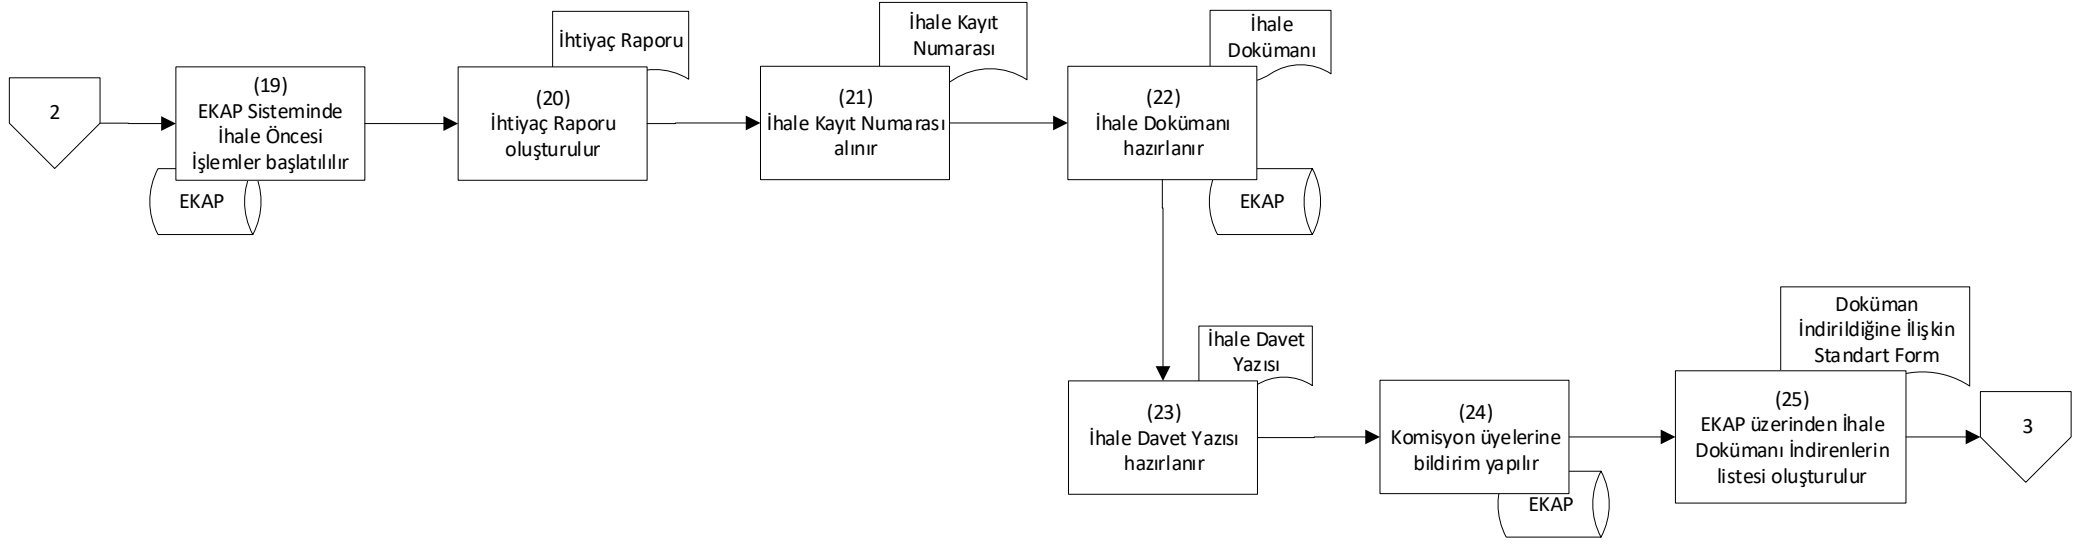 2
(19)
EKAP Sisteminde
İhale Öncesi
İşlemler başlatılılır
EKAP
İhtiyaç Raporu
(20)
İhtiyaç Raporu
oluşturulur
İhale Kayıt
Numarası
(21)
İhale Kayıt Numarası
alınır
İhale
Dokümanı
(22)
İhale Dokümanı
hazırlanır
EKAP
İhale Davet
Yazısı
(23)
İhale Davet Yazısı
hazırlanır
(24)
Komisyon üyelerine
bildirim yapılır
EKAP
Doküman
İndirildiğine İlişkin
Standart Form
(25)
EKAP üzerinden İhale
Dokümanı İndirenlerin
listesi oluşturulur
3